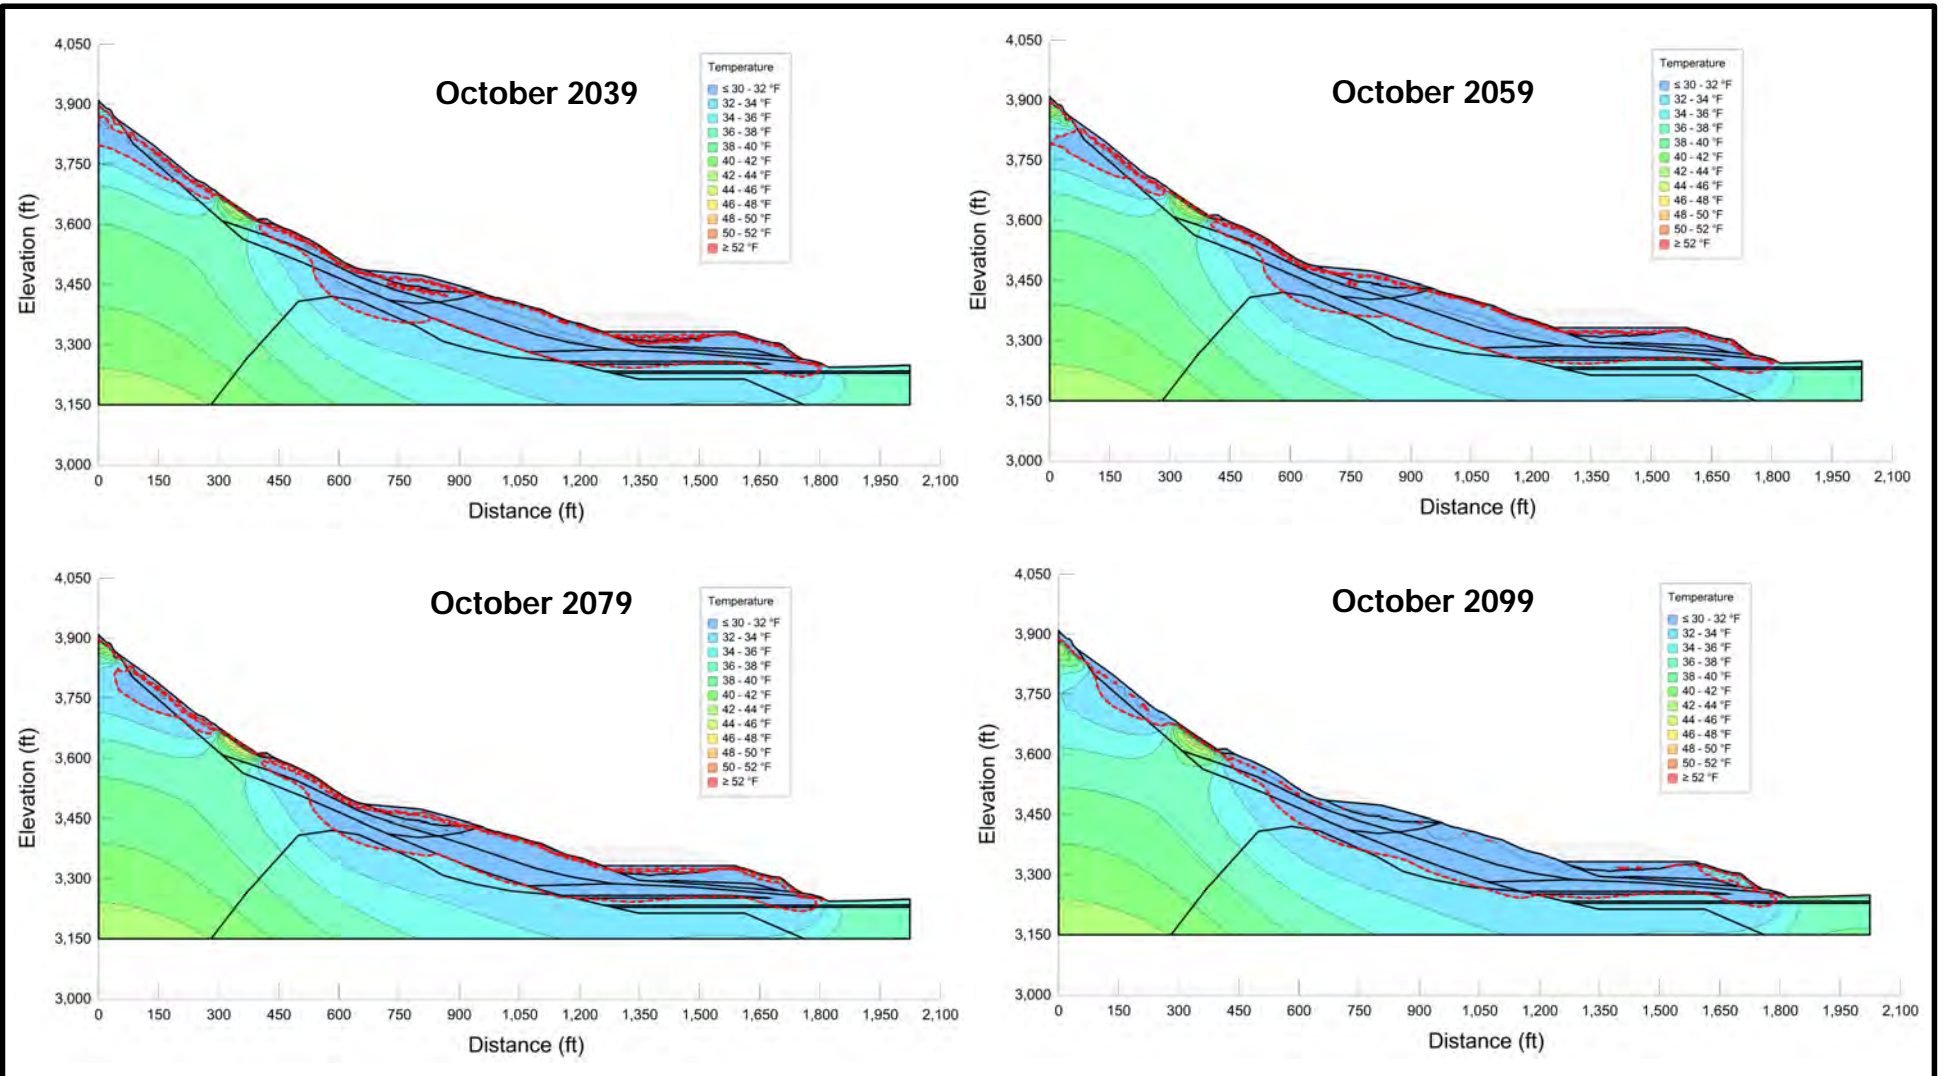 October 2039
Temperature
≤ 30 - 32 °F
32 - 34 °F
34 - 36 °F
36 - 38 °F
38 - 40 °F
40 - 42 °F
42 - 44 °F
44 - 46 °F
46 - 48 °F
48 - 50 °F
50 - 52 °F
≥ 52 °F
Elevation (ft)
4,050
3,900
3,750
3,600
3,450
3,300
3,150
3,000
0 150 300 450 600 750 900 1,050 1,200 1,350 1,500 1,650 1,800 1,950 2,100
Distance (ft)
October 2059
Temperature
≤ 30 - 32 °F
32 - 34 °F
34 - 36 °F
36 - 38 °F
38 - 40 °F
40 - 42 °F
42 - 44 °F
44 - 46 °F
46 - 48 °F
48 - 50 °F
50 - 52 °F
≥ 52 °F
Elevation (ft)
4,050
3,900
3,750
3,600
3,450
3,300
3,150
3,000
0 150 300 450 600 750 900 1,050 1,200 1,350 1,500 1,650 1,800 1,950 2,100
Distance (ft)
October 2079
Temperature
≤ 30 - 32 °F
32 - 34 °F
34 - 36 °F
36 - 38 °F
38 - 40 °F
40 - 42 °F
42 - 44 °F
44 - 46 °F
46 - 48 °F
48 - 50 °F
50 - 52 °F
≥ 52 °F
Elevation (ft)
4,050
3,900
3,750
3,600
3,450
3,300
3,150
3,000
0 150 300 450 600 750 900 1,050 1,200 1,350 1,500 1,650 1,800 1,950 2,100
Distance (ft)
October 2099
Temperature
≤ 30 - 32 °F
32 - 34 °F
34 - 36 °F
36 - 38 °F
38 - 40 °F
40 - 42 °F
42 - 44 °F
44 - 46 °F
46 - 48 °F
48 - 50 °F
50 - 52 °F
≥ 52 °F
Elevation (ft)
4,050
3,900
3,750
3,600
3,450
3,300
3,150
3,000
0 150 300 450 600 750 900 1,050 1,200 1,350 1,500 1,650 1,800 1,950 2,100
Distance (ft)